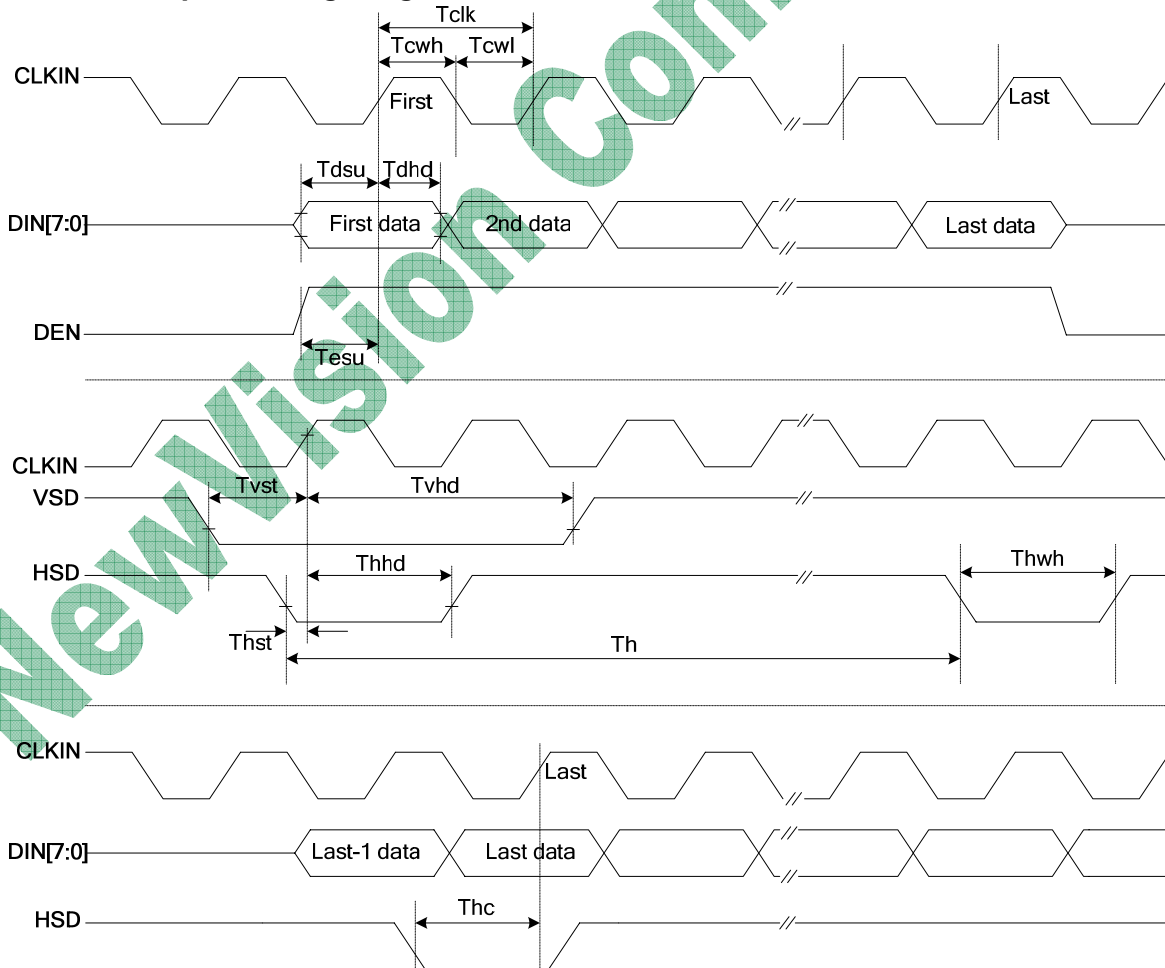 Tclk
Tcwh Tcwl
CLKIN
First
Last
Tdsu Tdhd
DIN[7:0]
First data
2nd data
Last data
DEN
Tesu
CLKIN
VSD
Tvst
Tvhd
HSD
Thhd
Thwh
Thst
Th
CLKIN
Last
DIN[7:0]
Last-1 data
Last data
HSD
Thc
NewVision Com